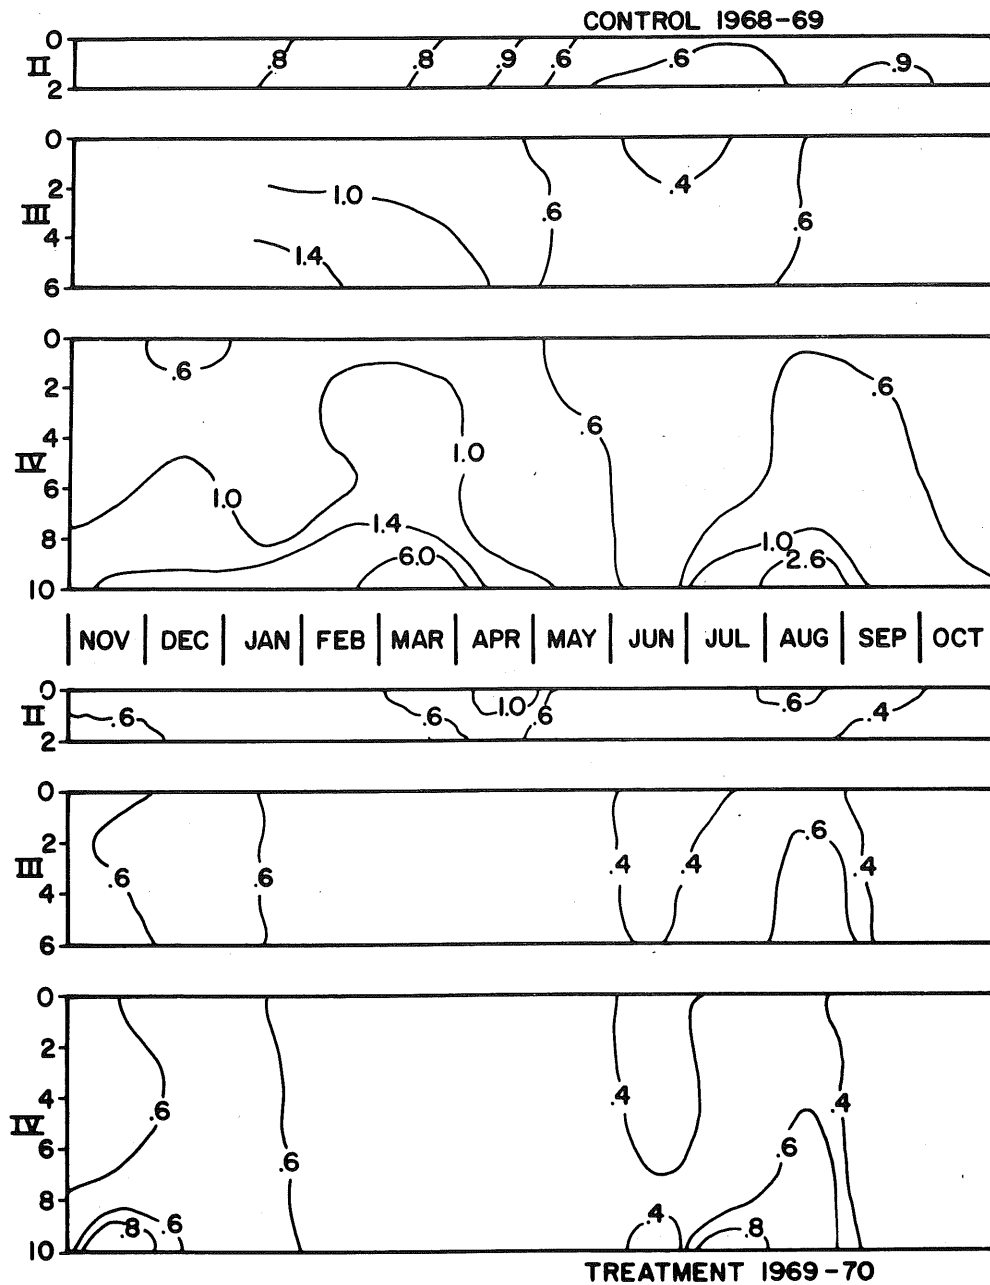 CONTROL 1968-69
0
II
.8 .8 .9 .6 .6 .9
2
0
2 1.0 .4
III
.6 .6
4
1.4
6
0
.6
2 .6
4 .6
IV 1.0
6
1.0
8 1.4 1.0
6.0 2.6
10
NOV DEC JAN FEB MAR APR MAY JUN JUL AUG SEP OCT
0
II
.6 .6 1.0 .6 .6 .4
2
0
2 .6
III
.6 .6 .4 .4 .4
4
6
0
2
4 .4 .4
.6
IV
6 .6 .6
8
.8 .6 .4 .8
10
TREATMENT 1969-70